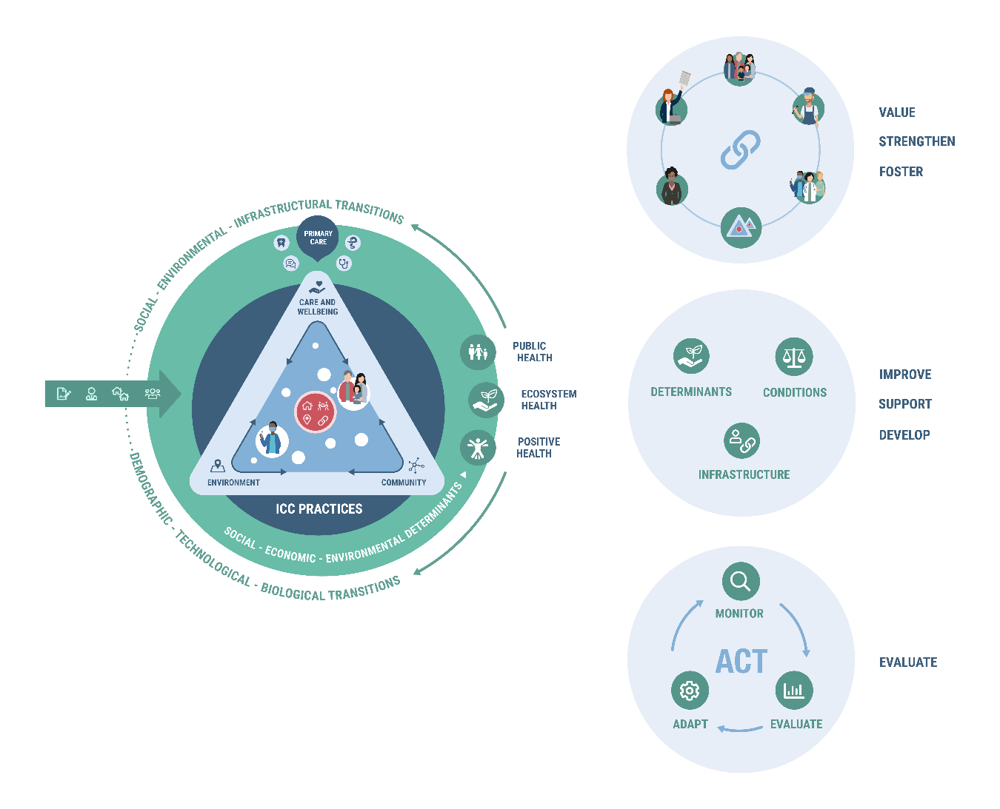 SOCIAL - ENVIRONMENTAL - INFRASTRUCTURAL TRANSITIONS
PRIMARY
CARE
CARE AND
WELLBEING
ENVIRONMENT
COMMUNITY
ICC PRACTICES
SOCIAL - ECONOMIC - ENVIRONMENTAL DETERMINANTS
DEMOGRAPHIC - TECHNOLOGICAL - BIOLOGICAL TRANSITIONS
PUBLIC
HEALTH
ECOSYSTEM
HEALTH
POSITIVE
HEALTH
VALUE
STRENGTHEN
FOSTER
DETERMINANTS
CONDITIONS
INFRASTRUCTURE
IMPROVE
SUPPORT
DEVELOP
MONITOR
ACT
ADAPT
EVALUATE
EVALUATE